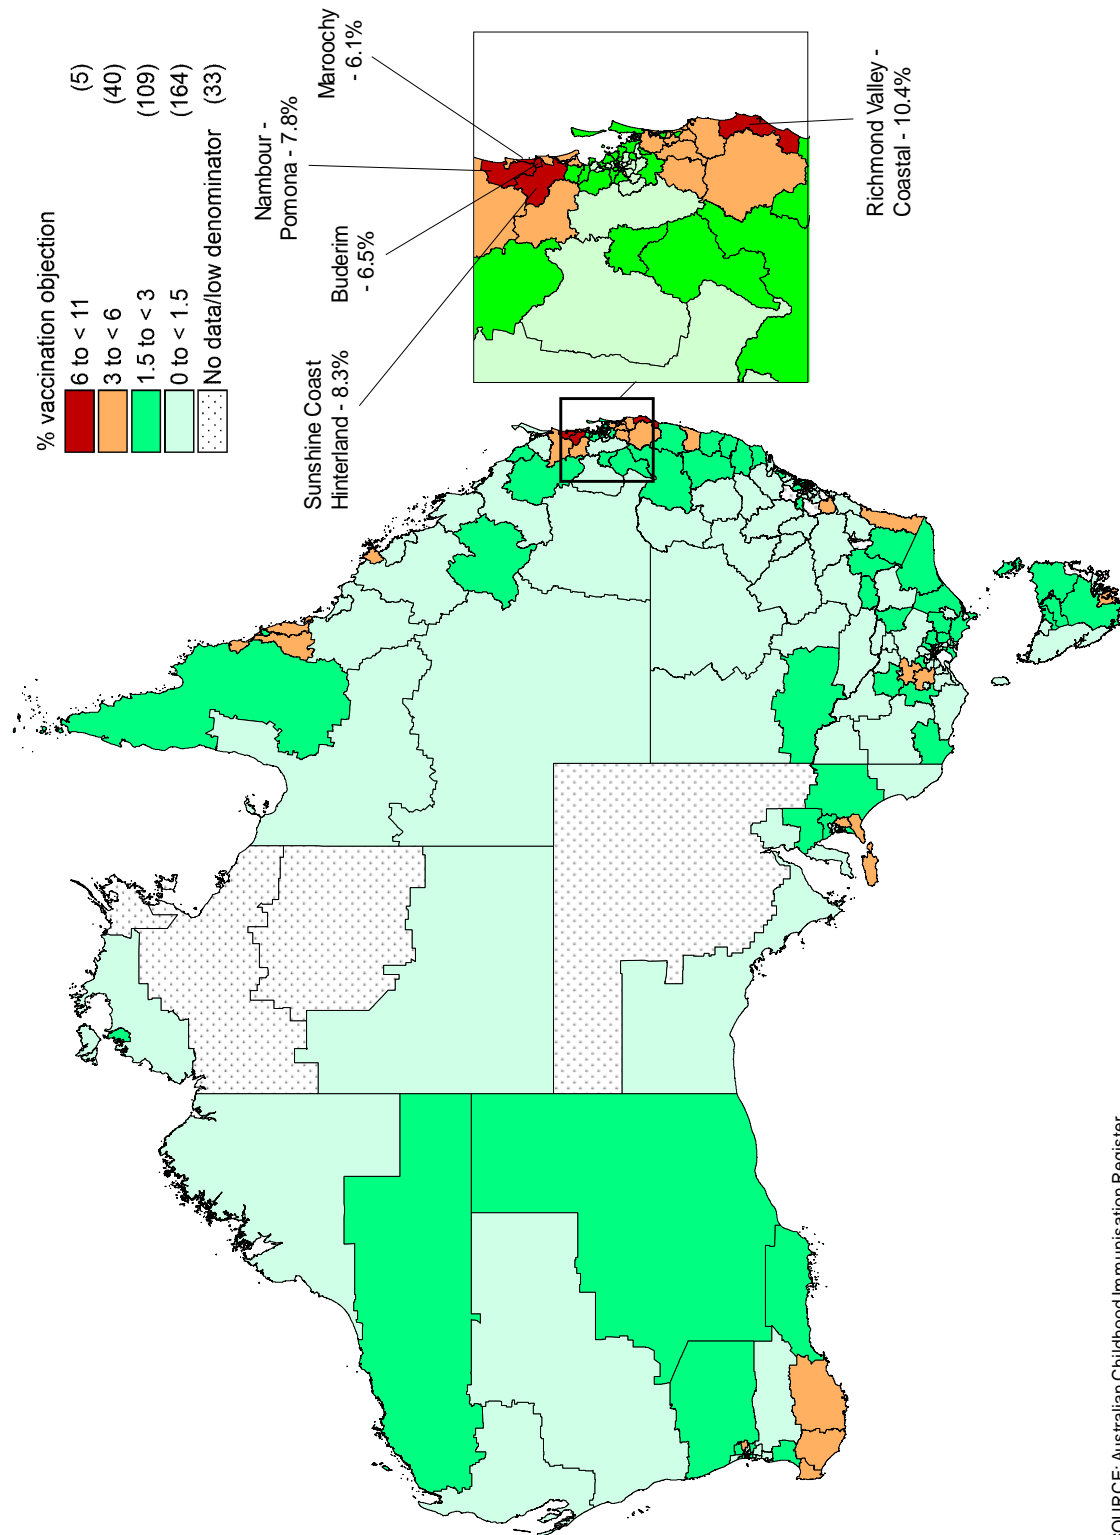 % vaccination objection
6 to < 11 (5)
3 to < 6 (40)
1.5 to < 3 (109)
0 to < 1.5 (164)
No data/low denominator (33)
Sunshine Coast
Hinterland - 8.3%
Buderim
- 6.5%
Nambour -
Pomona - 7.8%
Maroochy
- 6.1%
Richmond Valley -
Coastal - 10.4%
SOURCE: Australian Childhood Immunisation Register